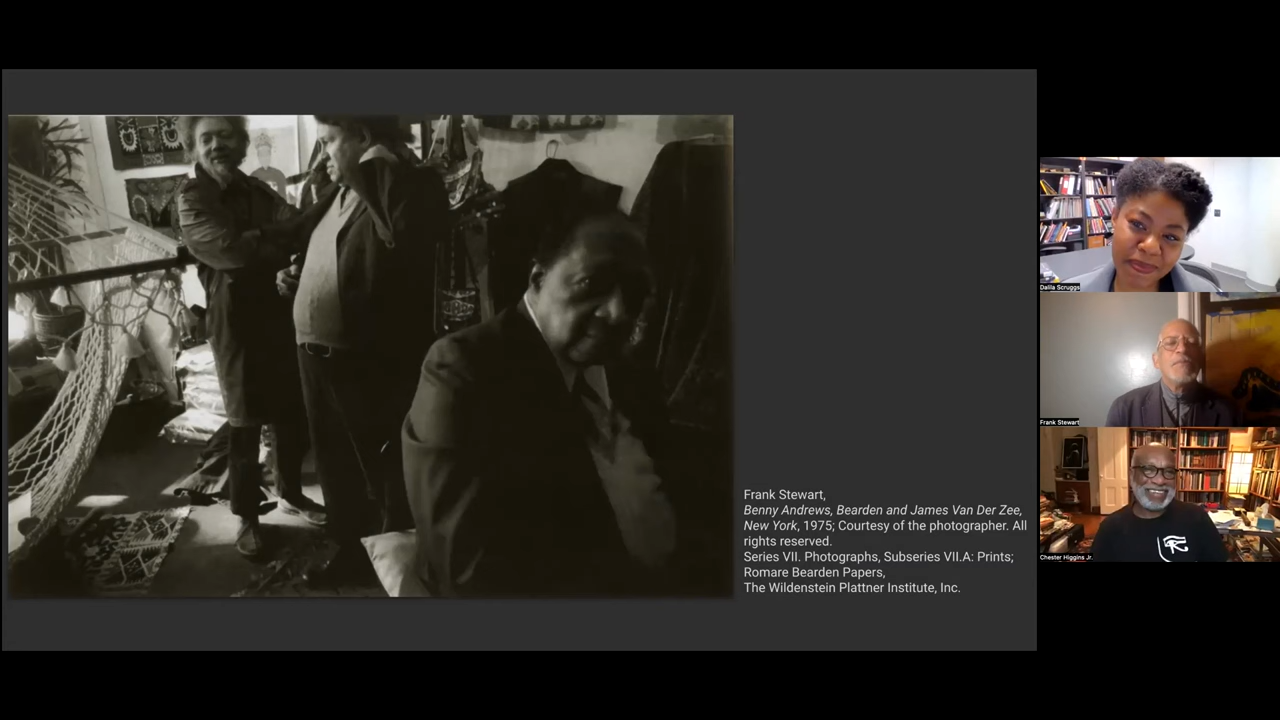 Frank Stewart,
Benny Andrews, Bearden and James Van Der Zee,
New York, 1975; Courtesy of the photographer. All
rights reserved.
Series VII. Photographs, Subseries VII.A: Prints;
Romare Bearden Papers,
The Wildenstein Plattner Institute, Inc.
Dalila Scruggs
Frank Stewart
Chester Higgins Jr.